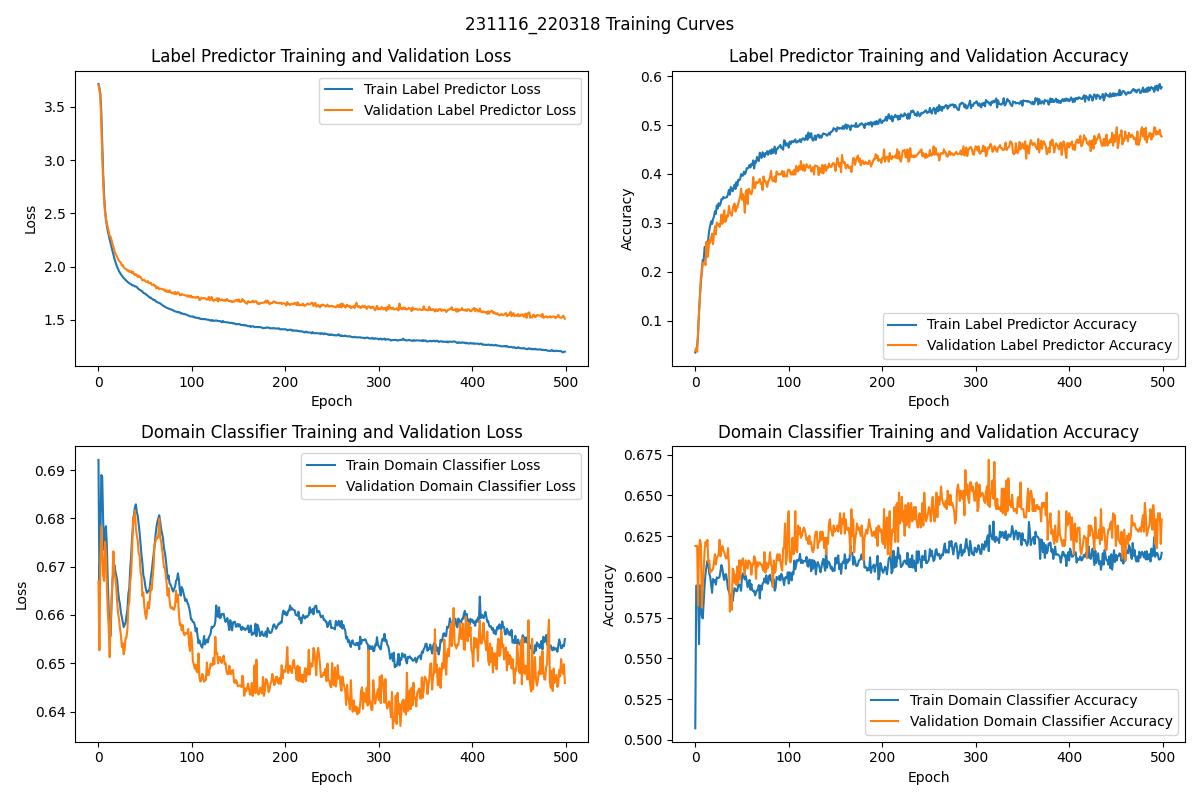 231116_220318 Training Curves
Label Predictor Training and Validation Loss
Train Label Predictor Loss
Validation Label Predictor Loss
3.5
3.0
2.5
2.0
1.5
Loss
0 100 200 300 400 500
Epoch
Label Predictor Training and Validation Accuracy
0.6
0.5
0.4
0.3
0.2
0.1
Accuracy
Train Label Predictor Accuracy
Validation Label Predictor Accuracy
0 100 200 300 400 500
Epoch
Domain Classifier Training and Validation Loss
Train Domain Classifier Loss
Validation Domain Classifier Loss
0.69
0.68
0.67
0.66
0.65
0.64
Loss
0 100 200 300 400 500
Epoch
Domain Classifier Training and Validation Accuracy
0.675
0.650
0.625
0.600
0.575
0.550
0.525
0.500
Accuracy
Train Domain Classifier Accuracy
Validation Domain Classifier Accuracy
0 100 200 300 400 500
Epoch